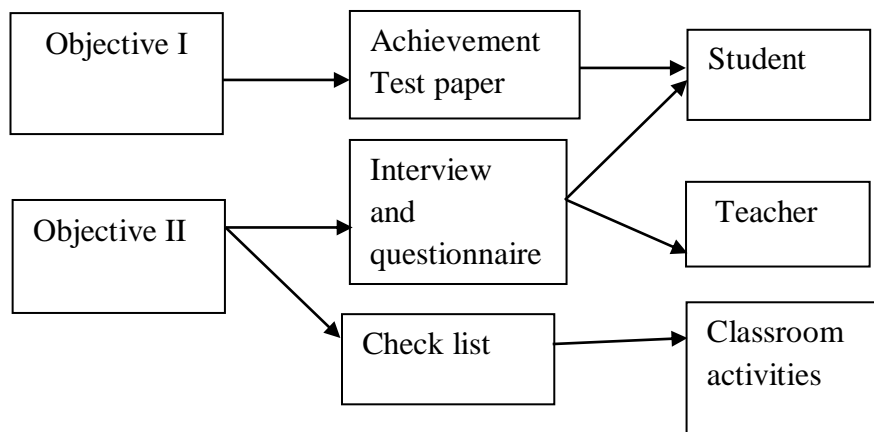 Objective I
Achievement
Test paper
Student
Objective II
Interview
and
questionnaire
Teacher
Check list
Classroom
activities